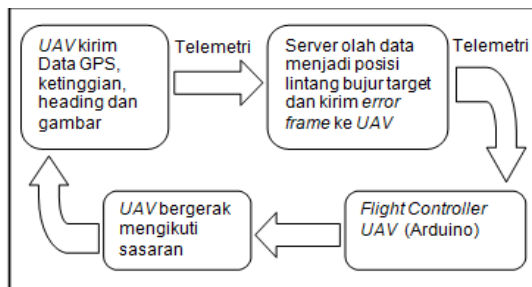 UAV kirim
Data GPS,
ketinggian,
heading dan
gambar
Telemetri
Server olah data
menjadi posisi
lintang bujur target
dan kirim error
frame ke UAV
Telemetri
Flight Controller
UAV (Arduino)
UAV bergerak
mengikuti
sasaran